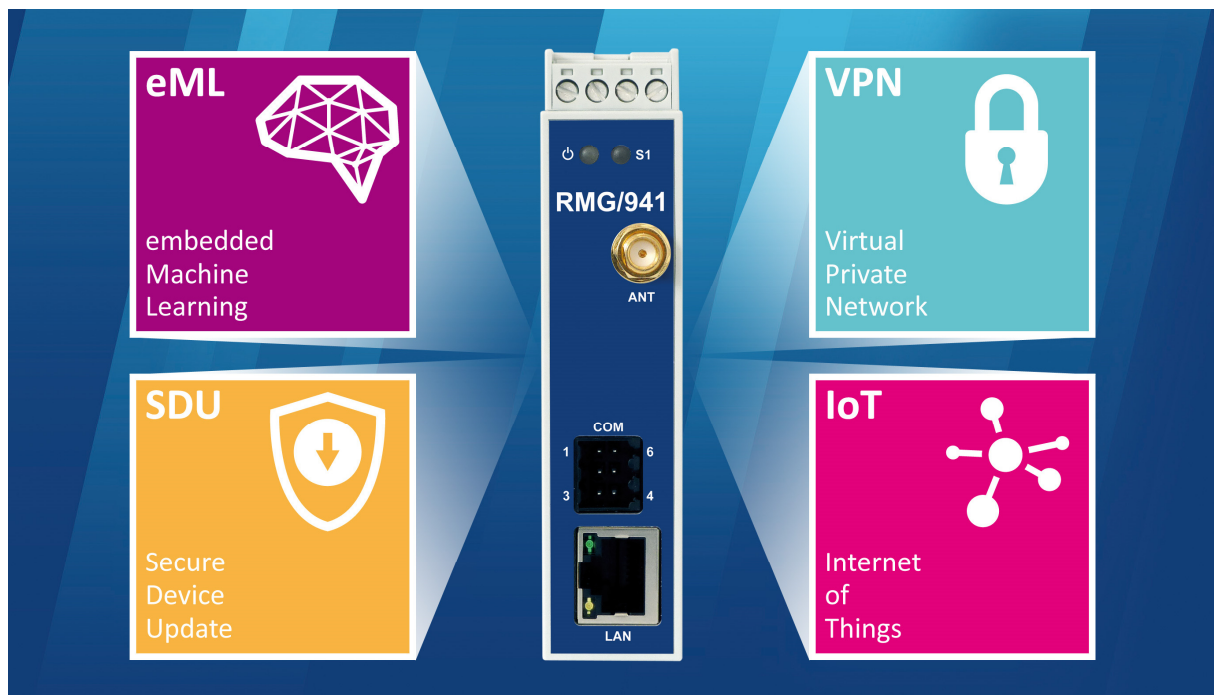 eML
embedded
Machine
Learning
SDU
Secure
Device
Update
S1
RMG/941
ANT
COM
1 6
3 4
LAN
VPN
Virtual
Private
Network
IoT
Internet
of
Things